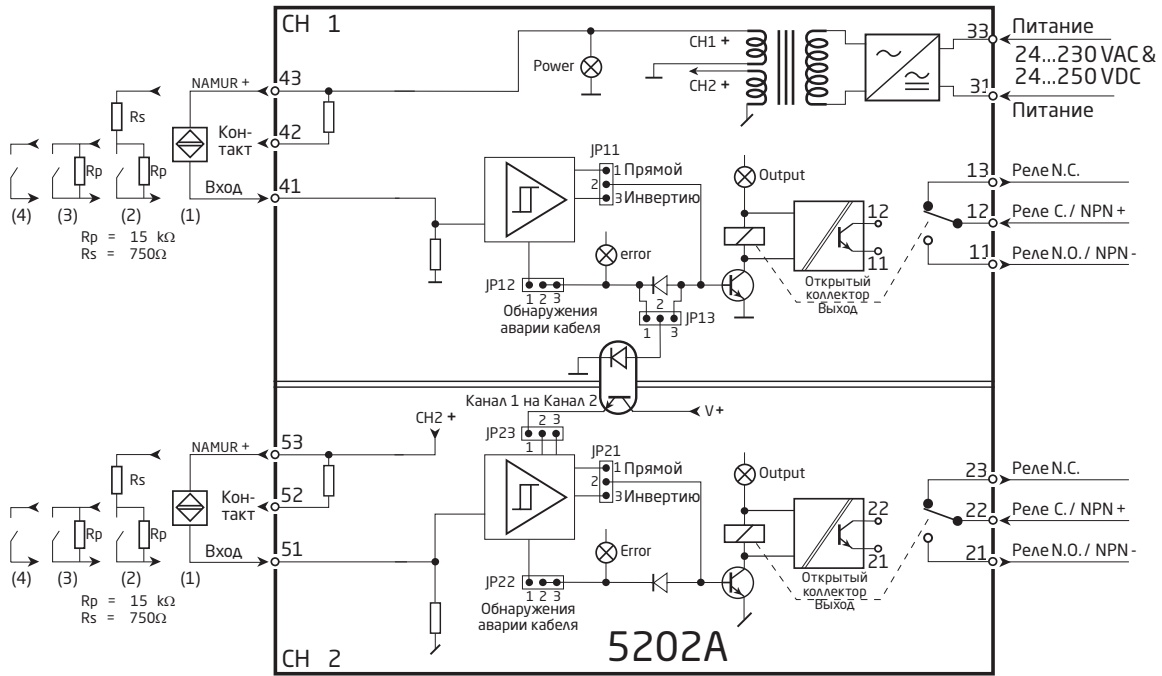 CH 1
33
Питание
24...230 VAC &
24...250 VDC
31
Питание
CH1 +
CH2 +
Power
NAMUR +
43
Кон-
такт
42
Вход
41
Rs
Rp
Rp
(4)
(3)
(2)
(1)
Rp = 15 kΩ
Rs = 750Ω
JP11
1 Прямой
2
3 Инвертию
Output
error
JP12
1 2 3
Обнаружения
аварии кабеля
2
1
3
JP13
12
11
Открытый
коллектор
Выход
13
Реле N.C.
12
Реле C. / NPN +
11
Реле N.O. / NPN -
Канал 1 на Канал 2
V+
CH2 +
NAMUR +
53
Кон-
такт
52
Вход
51
Rs
Rp
Rp
(4)
(3)
(2)
(1)
Rp = 15 kΩ
Rs = 750Ω
JP23
2 3
1
JP21
1 Прямой
2
3 Инвертию
Output
Error
JP22
1 2 3
Обнаружения
аварии кабеля
22
21
Открытый
коллектор
Выход
23
Реле N.C.
22
Реле C. / NPN +
21
Реле N.O. / NPN -
CH 2
5202A